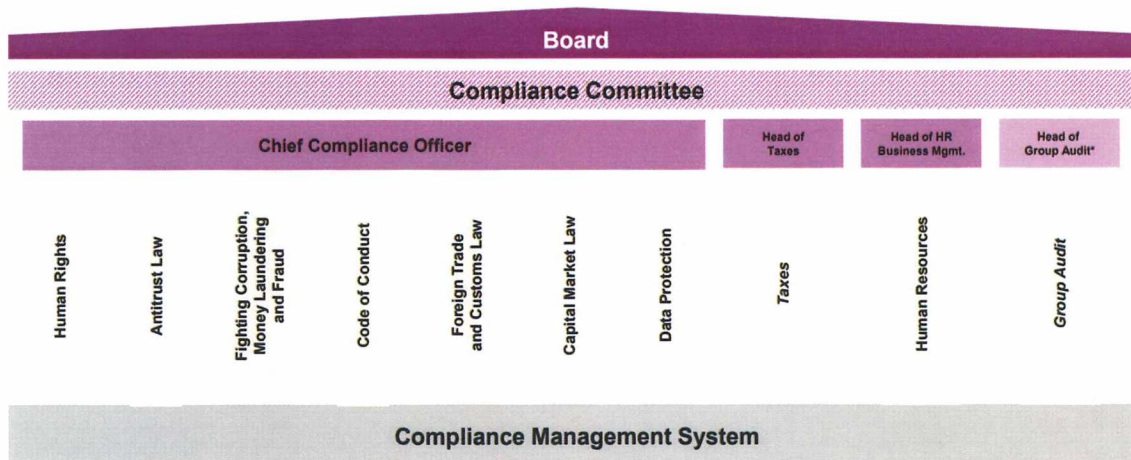 Board
Compliance Committee
Chief Compliance Officer
Head of
Taxes
Head of HR
Business Mgmt.
Head of
Group Audit*
Human Rights
Antitrust Law
Fighting Corruption,
Money Laundering
and Fraud
Code of Conduct
Foreign Trade
and Customs Law
Capital Market Law
Data Protection
Taxes
Human Resources
Group Audit
Compliance Management System